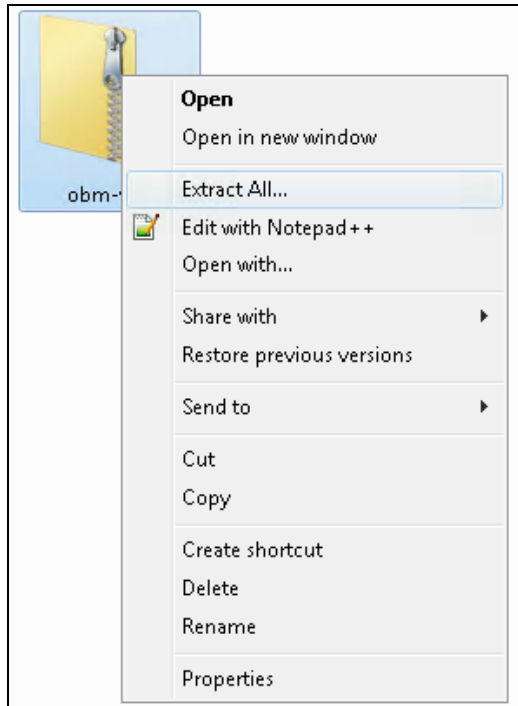 Open
Open in new window
obm-
Extract All...
Edit with Notepad++
Open with...
Share with
Restore previous versions
Send to
Cut
Copy
Create shortcut
Delete
Rename
Properties